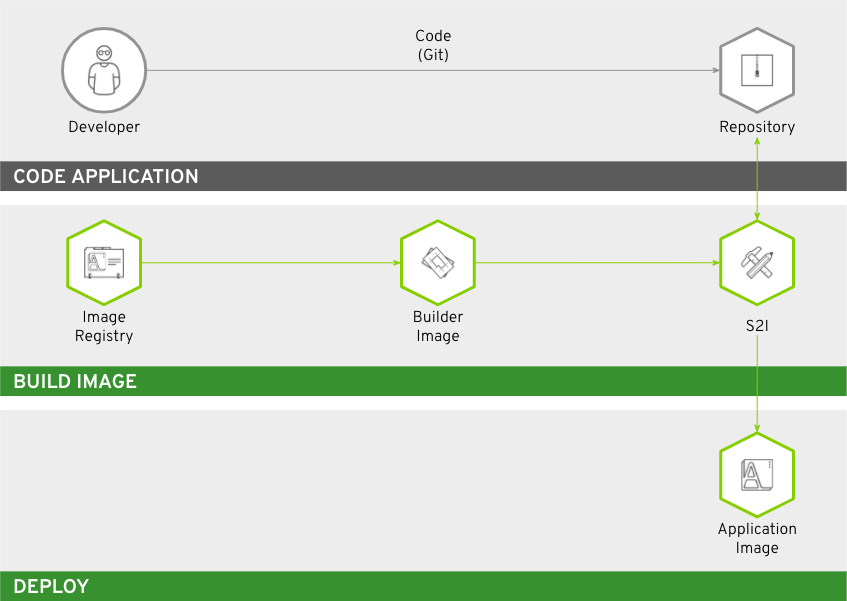 Code
(Git)
Developer
Repository
CODE APPLICATION
Image
Registry
Builder
Image
S2I
BUILD IMAGE
Application
Image
DEPLOY